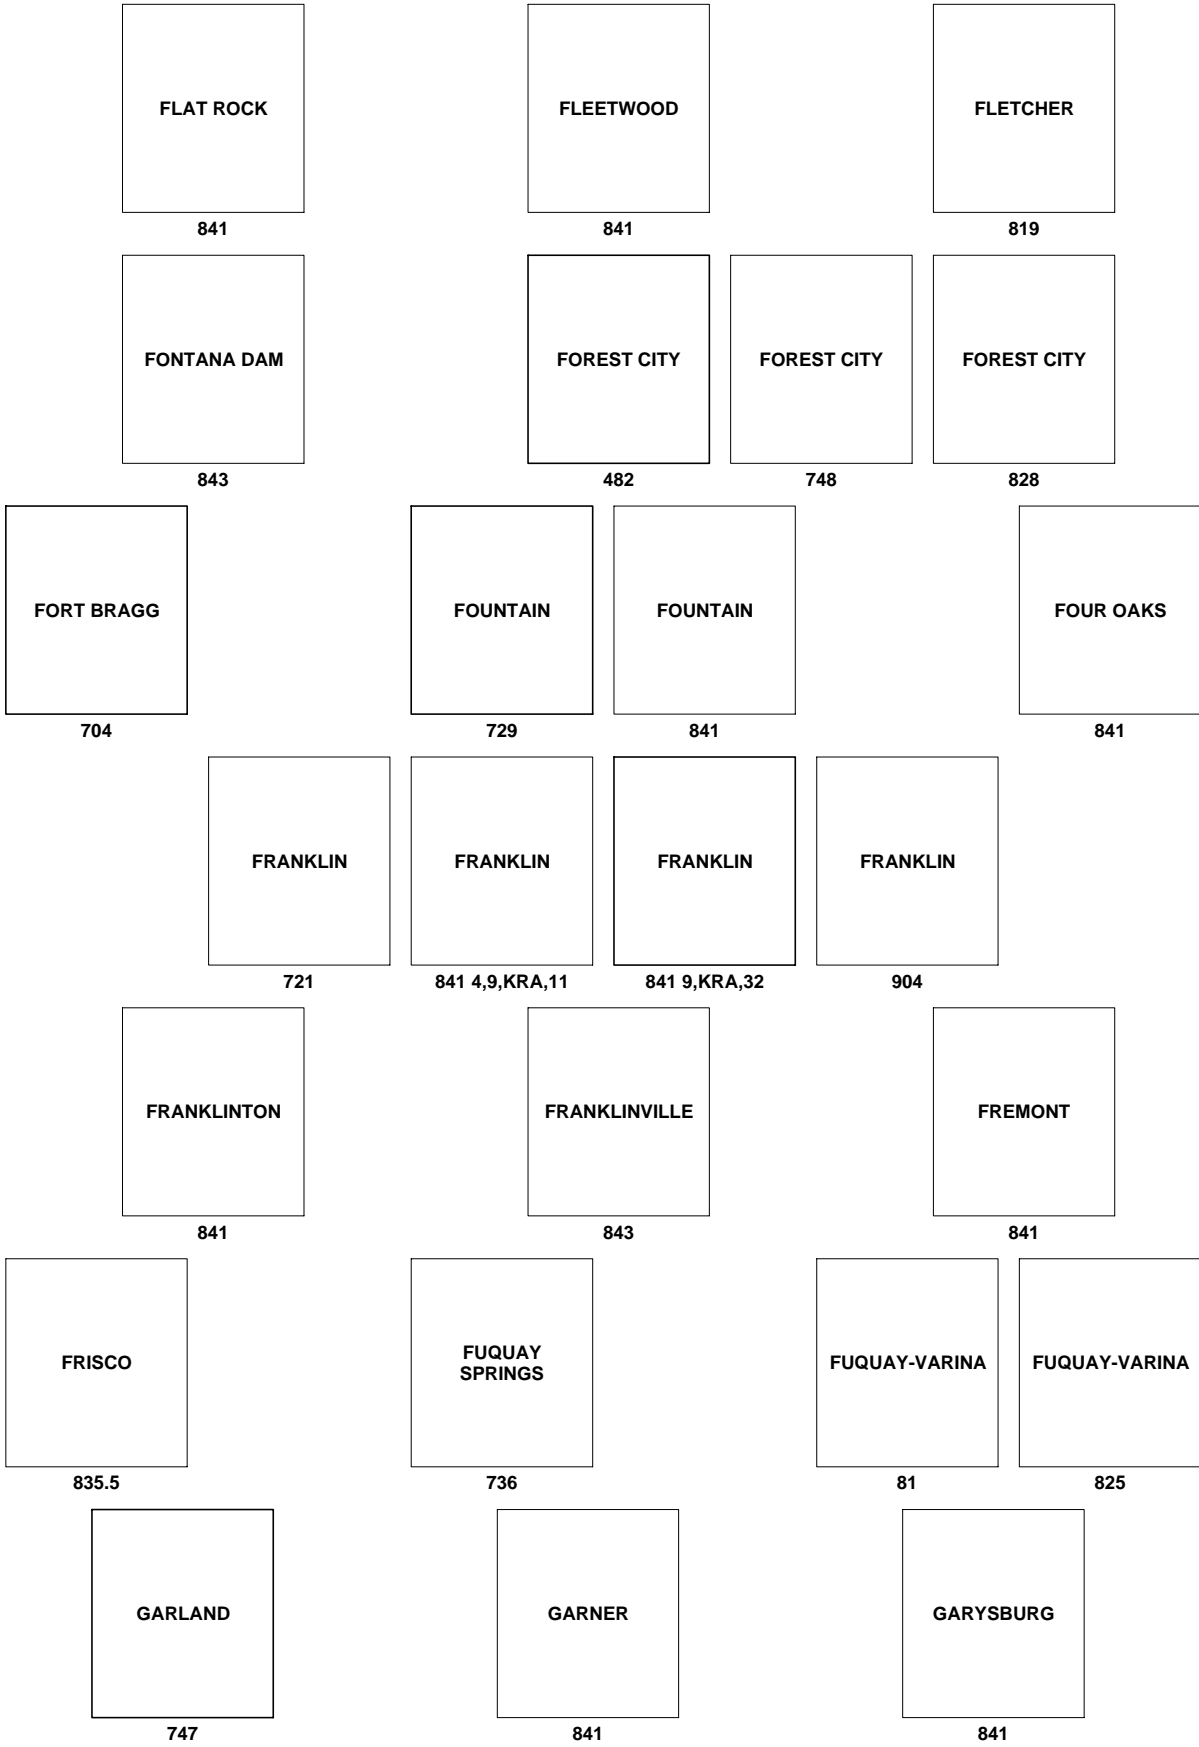 FLAT ROCK
841
FLEETWOOD
841
FLETCHER
819
FONTANA DAM
843
FOREST CITY
482
FOREST CITY
748
FOREST CITY
828
FORT BRAGG
704
FOUNTAIN
729
FOUNTAIN
841
FOUR OAKS
841
FRANKLIN
721
FRANKLIN
841 4,9,KRA,11
FRANKLIN
841 9,KRA,32
FRANKLIN
904
FRANKLINTON
841
FRANKLINVILLE
843
FREMONT
841
FRISCO
835.5
FUQUAY
SPRINGS
736
FUQUAY-VARINA
81
FUQUAY-VARINA
825
GARLAND
747
GARNER
841
GARYSBURG
841